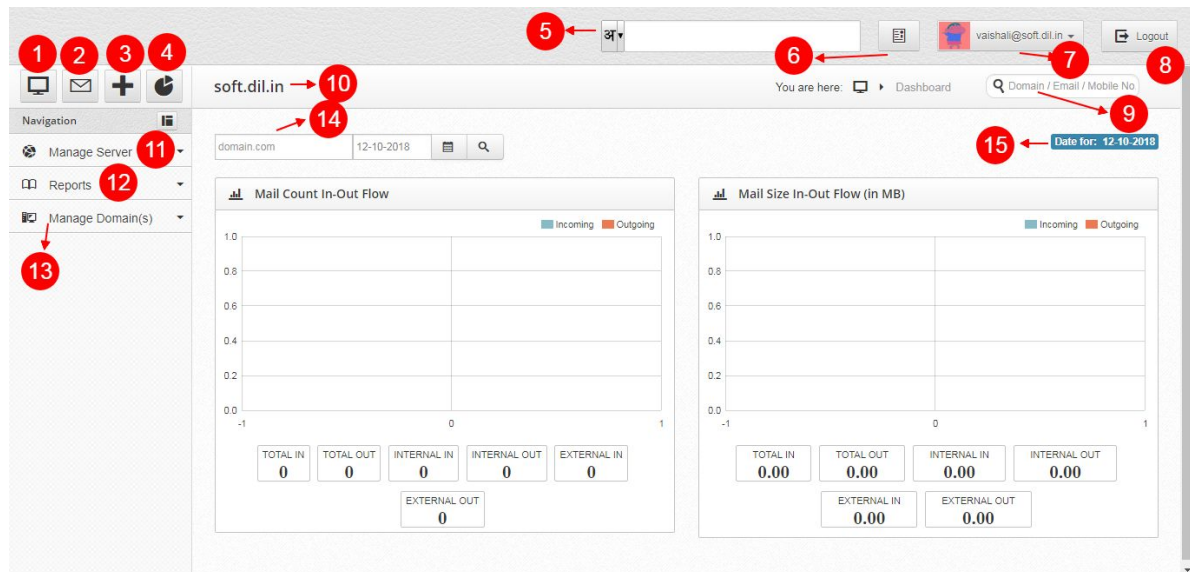 5 अ
6
vaishali@soft.dil.in
7
Logout
8
1 2 3 4
soft.dil.in 10
You are here: Dashboard
Domain / Email / Mobile No
9
Navigation
Manage Server 11
Reports 12
Manage Domain(s)
13
14
domain.com 12-10-2018
15 Date for: 12-10-2018
Mail Count In-Out Flow
Incoming Outgoing
1.0
0.8
0.6
0.4
0.2
0.0
-1 0 1
TOTAL IN TOTAL OUT INTERNAL IN INTERNAL OUT EXTERNAL IN
0 0 0 0 0
EXTERNAL OUT
0
Mail Size In-Out Flow (in MB)
Incoming Outgoing
1.0
0.8
0.6
0.4
0.2
0.0
-1 0 1
TOTAL IN TOTAL OUT INTERNAL IN INTERNAL OUT
0.00 0.00 0.00 0.00
EXTERNAL IN EXTERNAL OUT
0.00 0.00